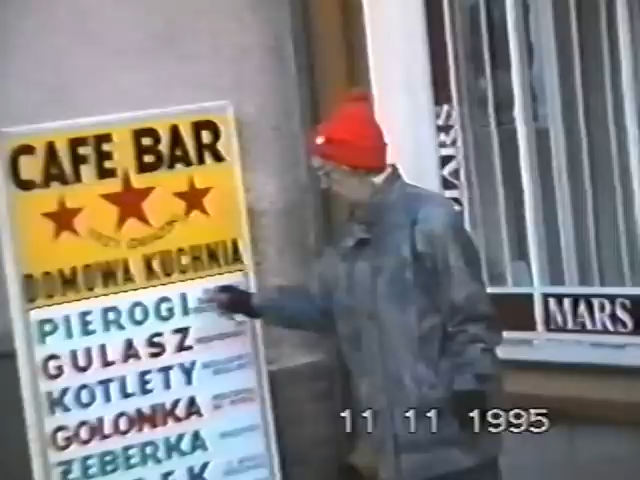 CAFE BAR
DOMOWA KUCHNIA
PIEROGI
GULASZ
KOTLETY
GOLONKA
ŻEBERKA
MARS
MARS
11 11 1995